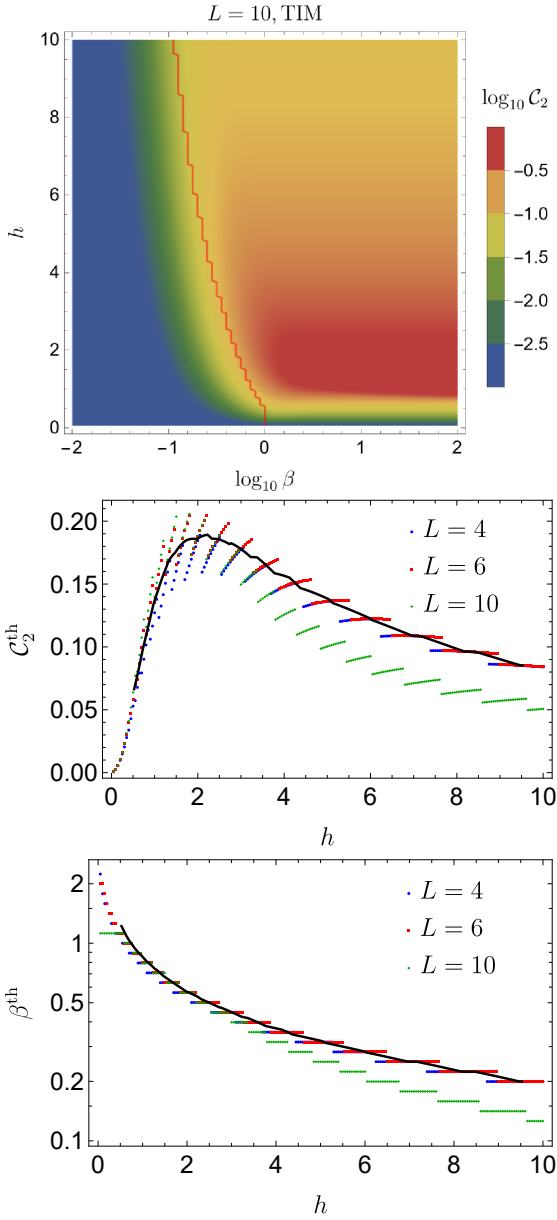 L = 10, TIM
10
8
6
4
2
0
h
−2
−1
0
1
2
log₁₀ β
log₁₀ 𝒞₂
−0.5
−1.0
−1.5
−2.0
−2.5
0.20
0.15
0.10
0.05
0.00
𝒞₂ᵗʰ
L = 4
L = 6
L = 10
0
2
4
6
8
10
h
2
1
0.5
0.2
0.1
βᵗʰ
L = 4
L = 6
L = 10
0
2
4
6
8
10
h